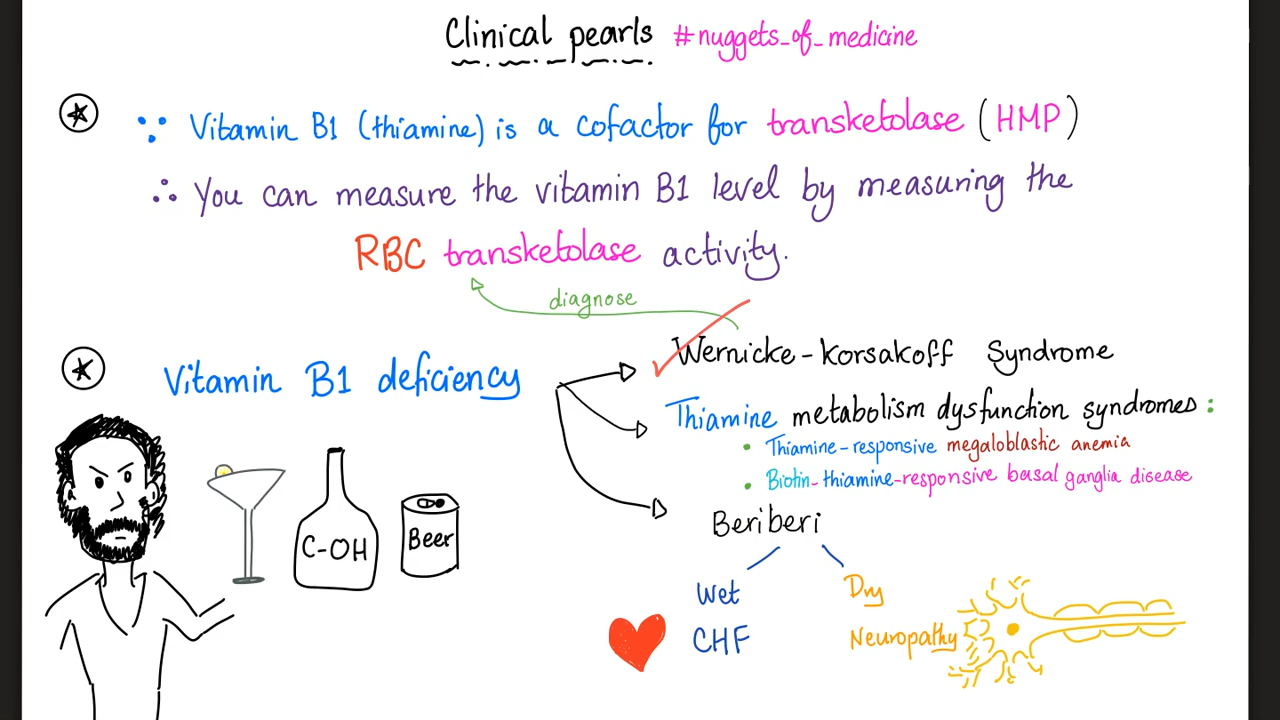 Clinical pearls #nuggets_of_medicine
∵ Vitamin B1 (thiamine) is a cofactor for transketolase (HMP)
∴ You can measure the vitamin B1 level by measuring the
RBC transketolase activity.
diagnose
Vitamin B1 deficiency
Wernicke-Korsakoff Syndrome
Thiamine metabolism dysfunction syndromes:
• Thiamine-responsive megaloblastic anemia
• Biotin-thiamine-responsive basal ganglia disease
Beriberi
C-OH
Beer
Wet Dry
CHF Neuropathy